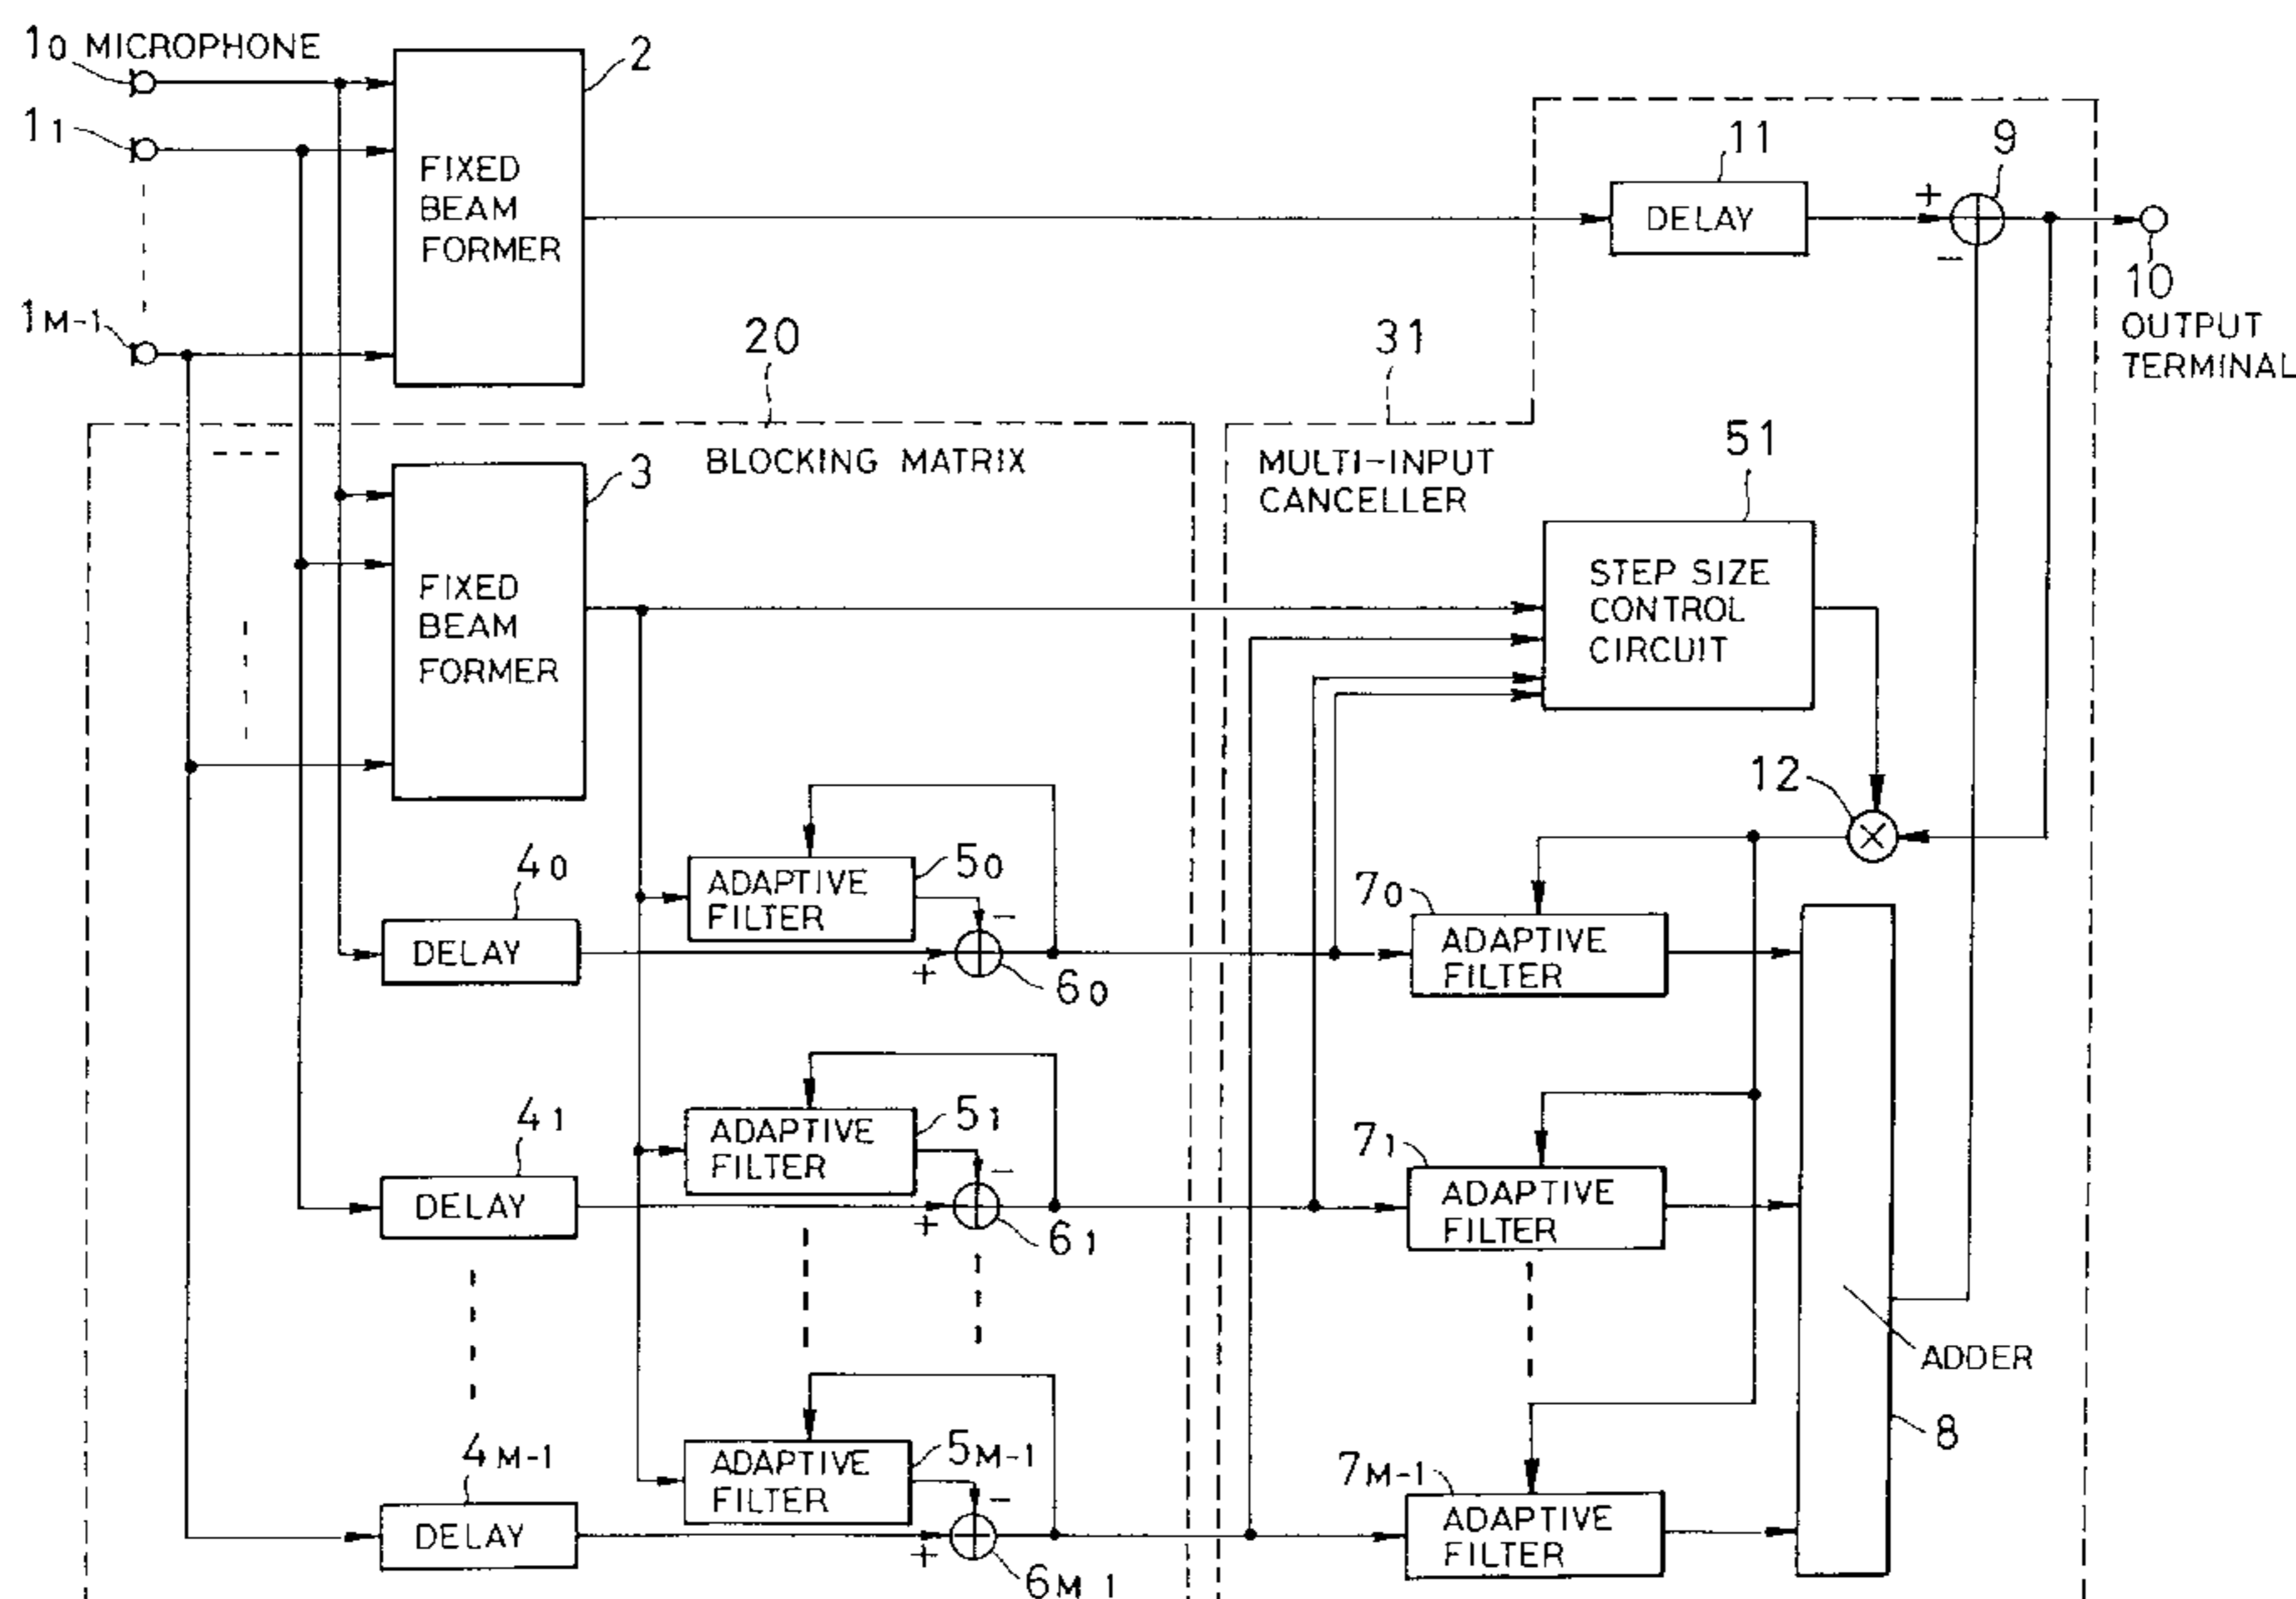 10 MICROPHONE
2
11
FIXED
BEAM
FORMER
1M-1
11
DELAY
+
9
−
10
OUTPUT
TERMINAL
20
BLOCKING MATRIX
31
MULTI-INPUT
CANCELLER
3
FIXED
BEAM
FORMER
51
STEP SIZE
CONTROL
CIRCUIT
12
×
40
DELAY
50
ADAPTIVE
FILTER
−
+
60
70
ADAPTIVE
FILTER
41
DELAY
51
ADAPTIVE
FILTER
−
+
61
71
ADAPTIVE
FILTER
ADDER
8
4M-1
DELAY
5M-1
ADAPTIVE
FILTER
−
+
6M-1
7M-1
ADAPTIVE
FILTER